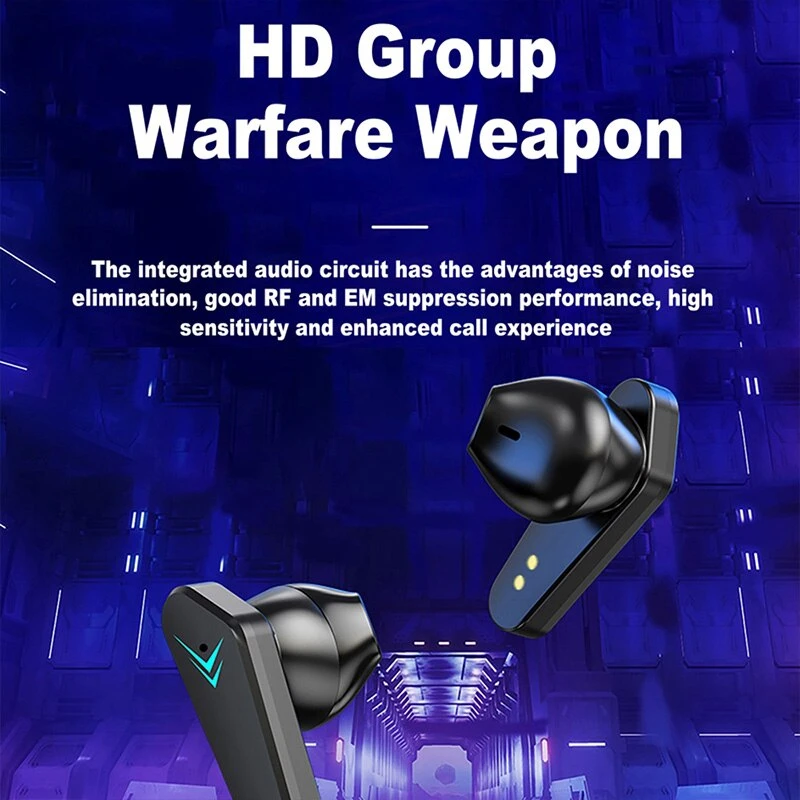 HD Group
Warfare Weapon
The integrated audio circuit has the advantages of noise
elimination, good RF and EM suppression performance, high
sensitivity and enhanced call experience